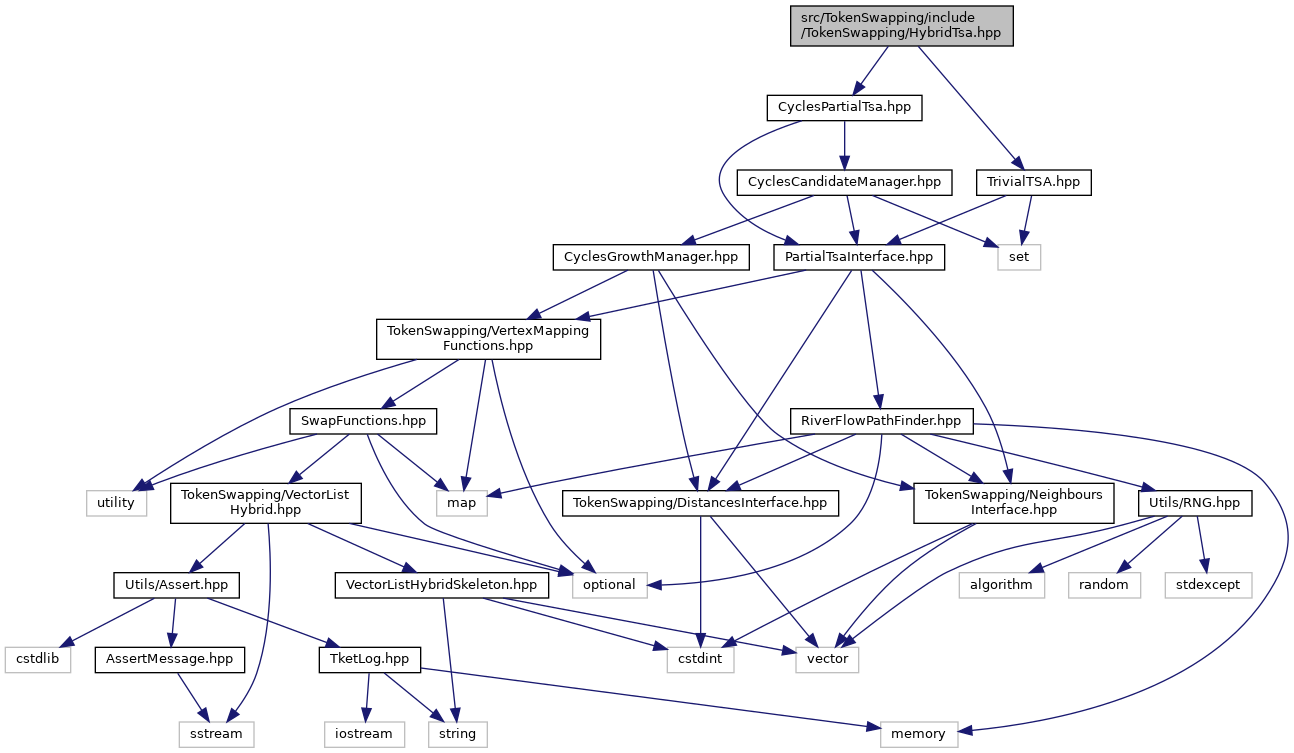 src/TokenSwapping/include
/TokenSwapping/HybridTsa.hpp
CyclesPartialTsa.hpp
CyclesCandidateManager.hpp
TrivialTSA.hpp
CyclesGrowthManager.hpp
PartialTsaInterface.hpp
set
TokenSwapping/VertexMapping
Functions.hpp
SwapFunctions.hpp
RiverFlowPathFinder.hpp
utility
TokenSwapping/VectorList
Hybrid.hpp
map
TokenSwapping/DistancesInterface.hpp
TokenSwapping/Neighbours
Interface.hpp
Utils/RNG.hpp
Utils/Assert.hpp
VectorListHybridSkeleton.hpp
optional
algorithm
random
stdexcept
cstdlib
AssertMessage.hpp
TketLog.hpp
cstdint
vector
sstream
iostream
string
memory